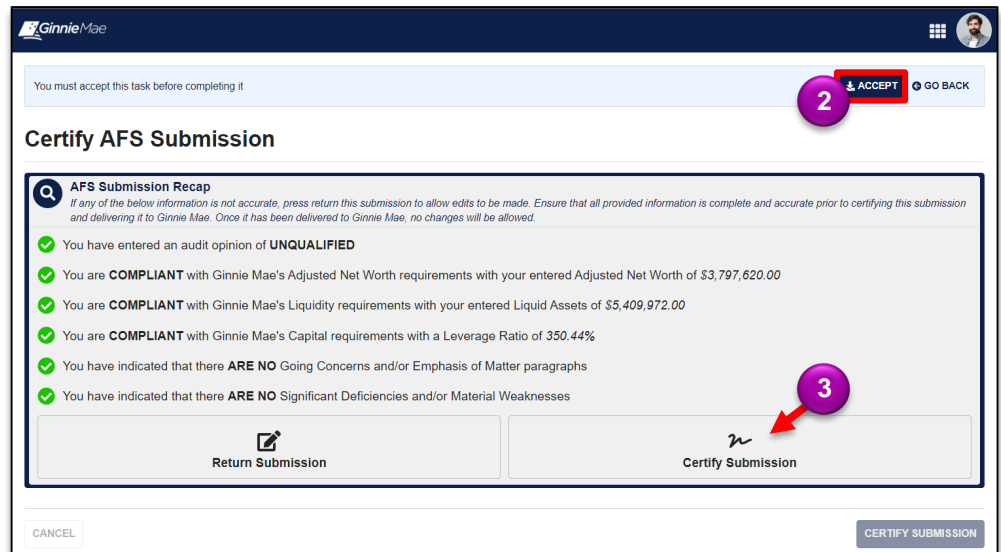 GinnieMae
You must accept this task before completing it
ACCEPT
GO BACK
2
Certify AFS Submission
AFS Submission Recap
If any of the below information is not accurate, press return this submission to allow edits to be made. Ensure that all provided information is complete and accurate prior to certifying this submission
and delivering it to Ginnie Mae. Once it has been delivered to Ginnie Mae, no changes will be allowed.
You have entered an audit opinion of UNQUALIFIED
You are COMPLIANT with Ginnie Mae's Adjusted Net Worth requirements with your entered Adjusted Net Worth of $3,797,620.00
You are COMPLIANT with Ginnie Mae's Liquidity requirements with your entered Liquid Assets of $5,409,972.00
You are COMPLIANT with Ginnie Mae's Capital requirements with a Leverage Ratio of 350.44%
You have indicated that there ARE NO Going Concerns and/or Emphasis of Matter paragraphs
You have indicated that there ARE NO Significant Deficiencies and/or Material Weaknesses
3
Return Submission
Certify Submission
CANCEL
CERTIFY SUBMISSION